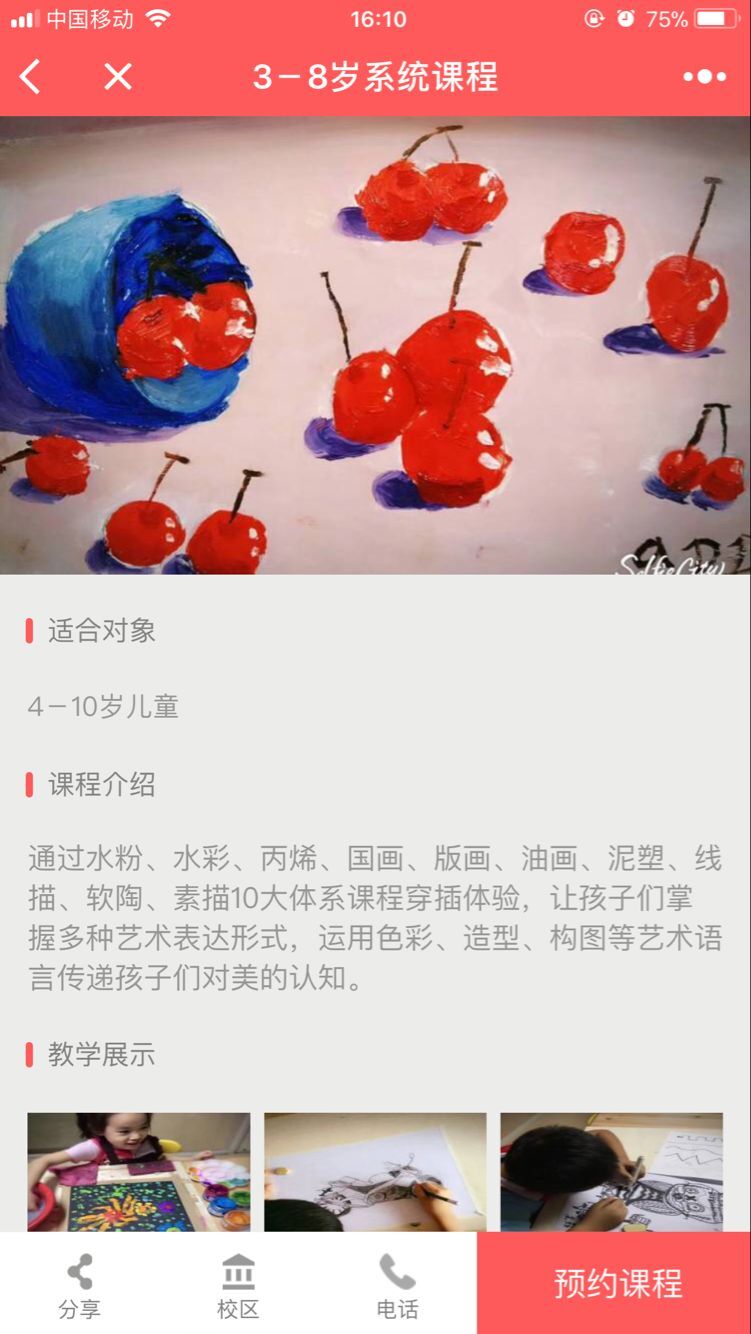 中国移动
16:10
75%
3－8岁系统课程
SelfieCity
适合对象
4－10岁儿童
课程介绍
通过水粉、水彩、丙烯、国画、版画、油画、泥塑、线
描、软陶、素描10大体系课程穿插体验，让孩子们掌
握多种艺术表达形式，运用色彩、造型、构图等艺术语
言传递孩子们对美的认知。
教学展示
分享
校区
电话
预约课程